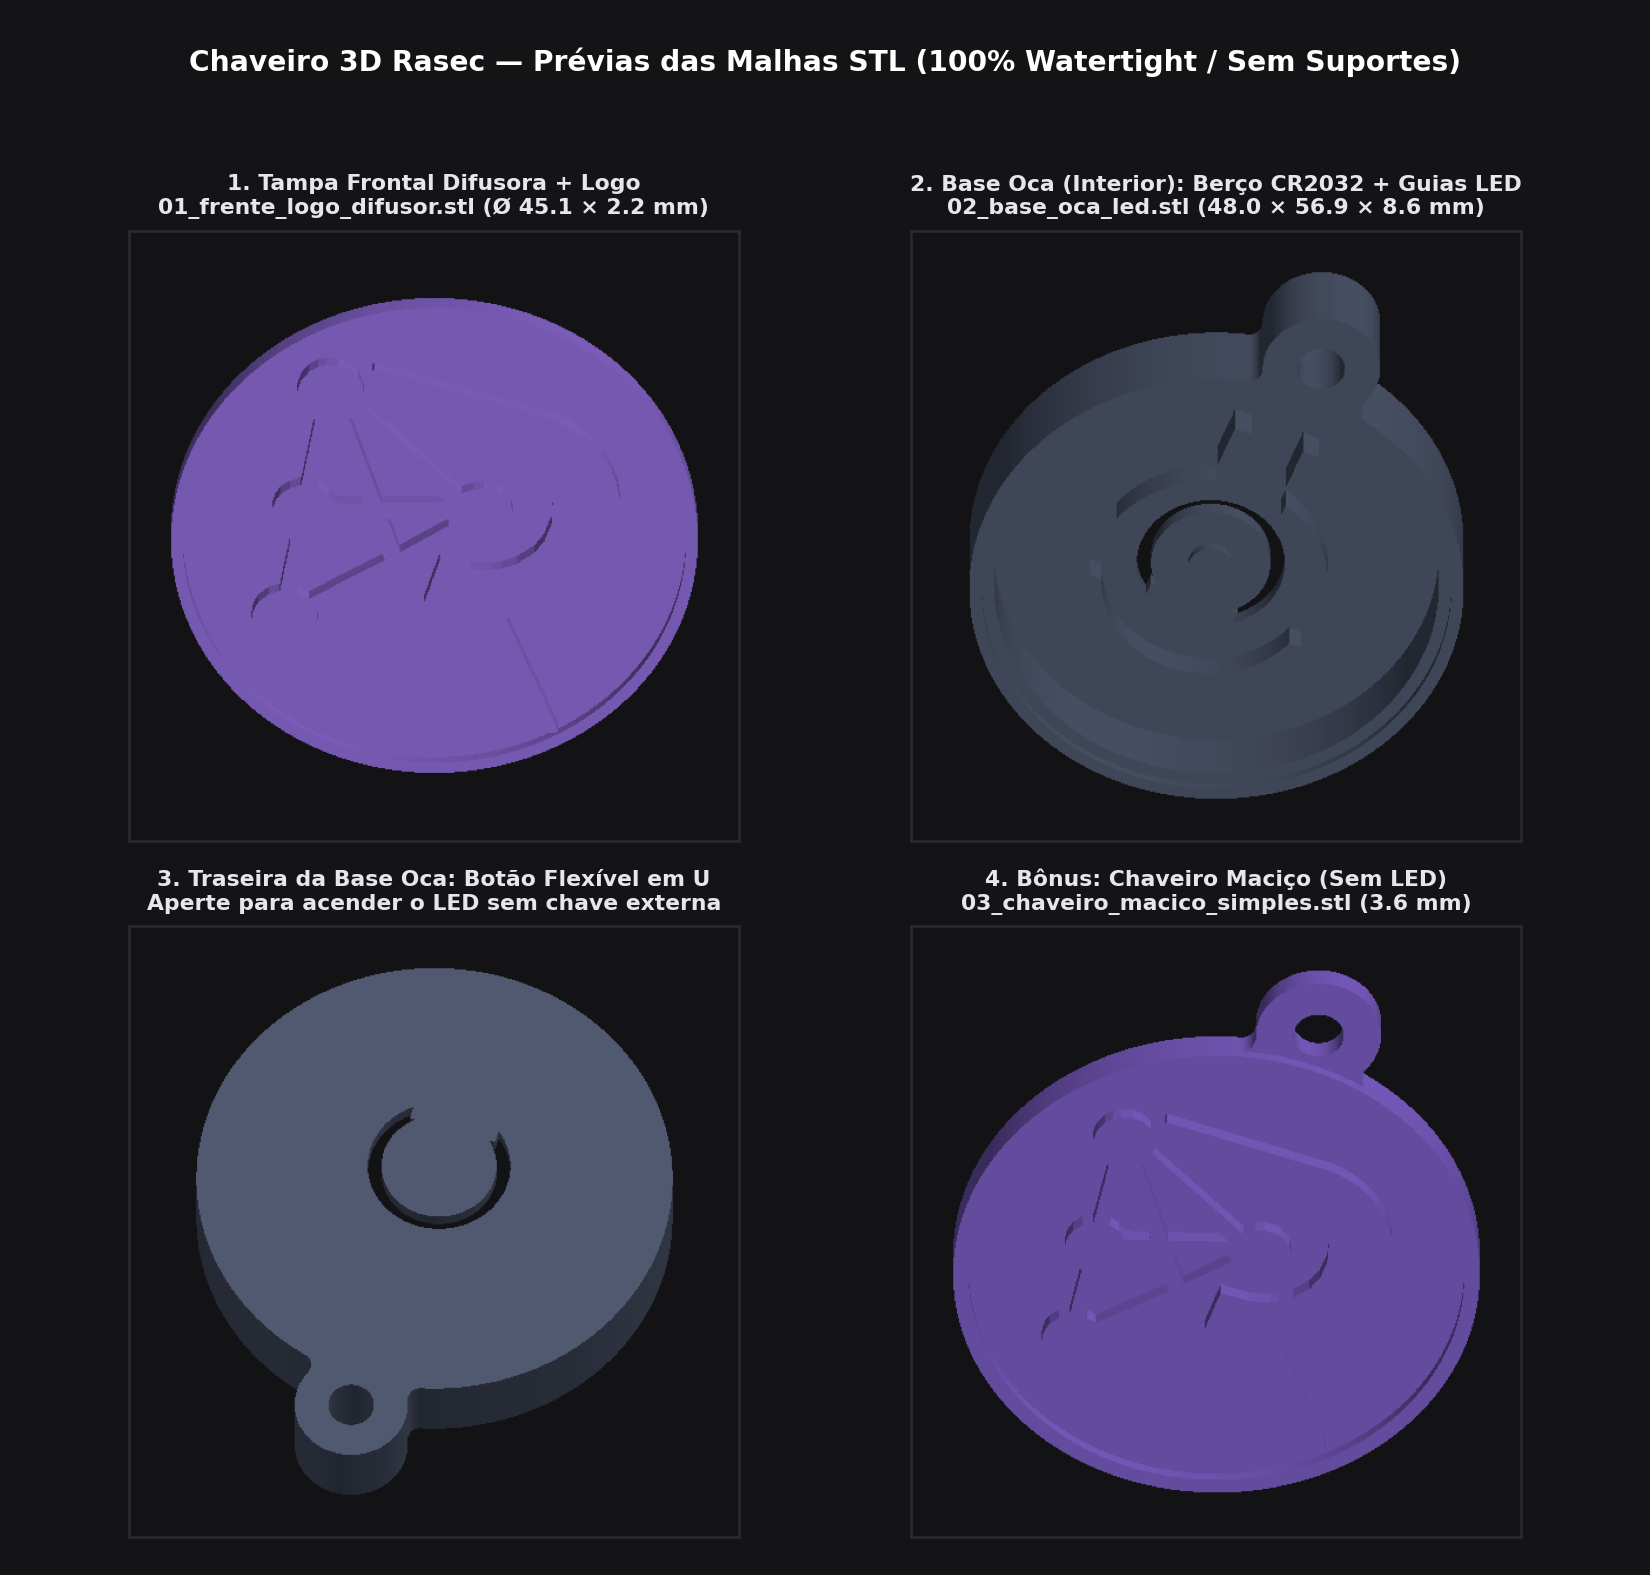 Chaveiro 3D Rasec — Prévias das Malhas STL (100% Watertight / Sem Suportes)
1. Tampa Frontal Difusora + Logo
01_frente_logo_difusor.stl (Ø 45.1 × 2.2 mm)
2. Base Oca (Interior): Berço CR2032 + Guias LED
02_base_oca_led.stl (48.0 × 56.9 × 8.6 mm)
3. Traseira da Base Oca: Botão Flexível em U
Aperte para acender o LED sem chave externa
4. Bônus: Chaveiro Maciço (Sem LED)
03_chaveiro_macico_simples.stl (3.6 mm)